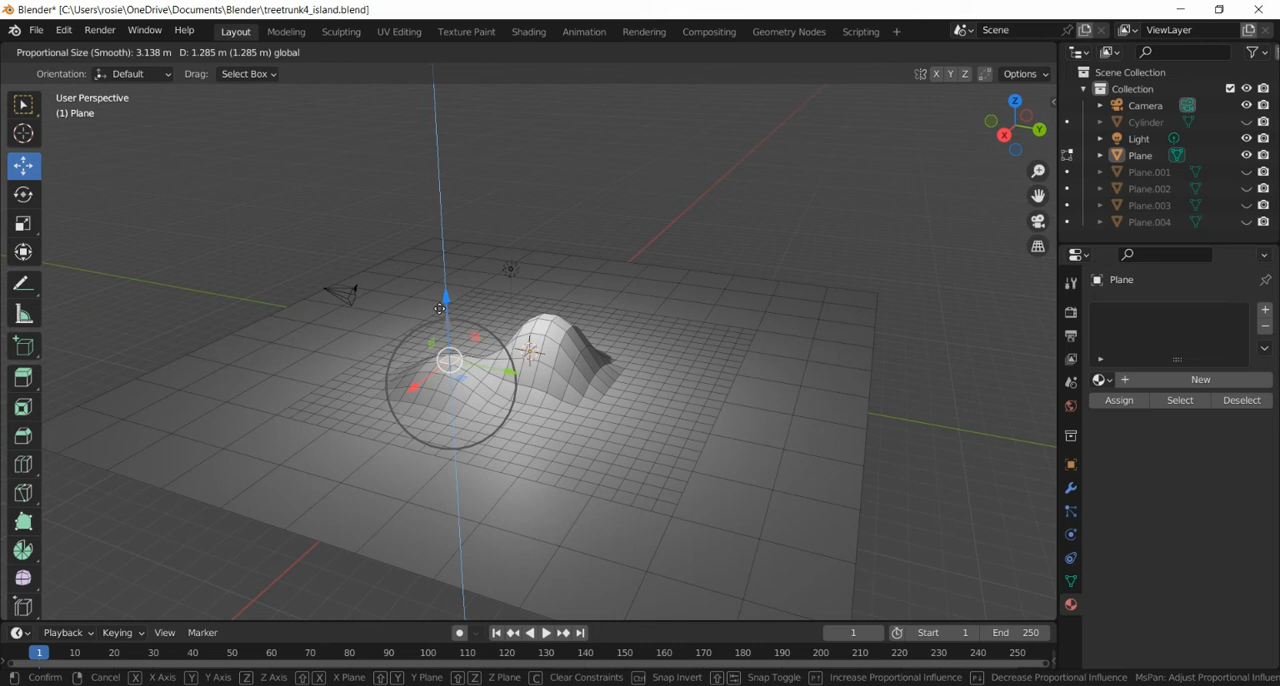 Blender* [C:\Users\rosie\OneDrive\Documents\Blender\treetrunk4_island.blend]
File Edit Render Window Help Layout Modeling Sculpting UV Editing Texture Paint Shading Animation Rendering Compositing Geometry Nodes Scripting + Scene ViewLayer
Proportional Size (Smooth): 3.138 m D: 1.285 m (1.285 m) global
Orientation: Default Drag: Select Box X Y Z Options
User Perspective
(1) Plane
Z
Y
X
Scene Collection
Collection
Camera
Cylinder
Light
Plane
Plane.001
Plane.002
Plane.003
Plane.004
Plane
+ New
Assign Select Deselect
Playback Keying View Marker 1 Start 1 End 250
1 10 20 30 40 50 60 70 80 90 100 110 120 130 140 150 160 170 180 190 200 210 220 230 240 250
Confirm Cancel X X Axis Y Y Axis Z Z Axis X X Plane Y Y Plane Z Z Plane C Clear Constraints Ctrl Snap Invert Snap Toggle Increase Proportional Influence Decrease Proportional Influence MsPan: Adjust Proportional Influen